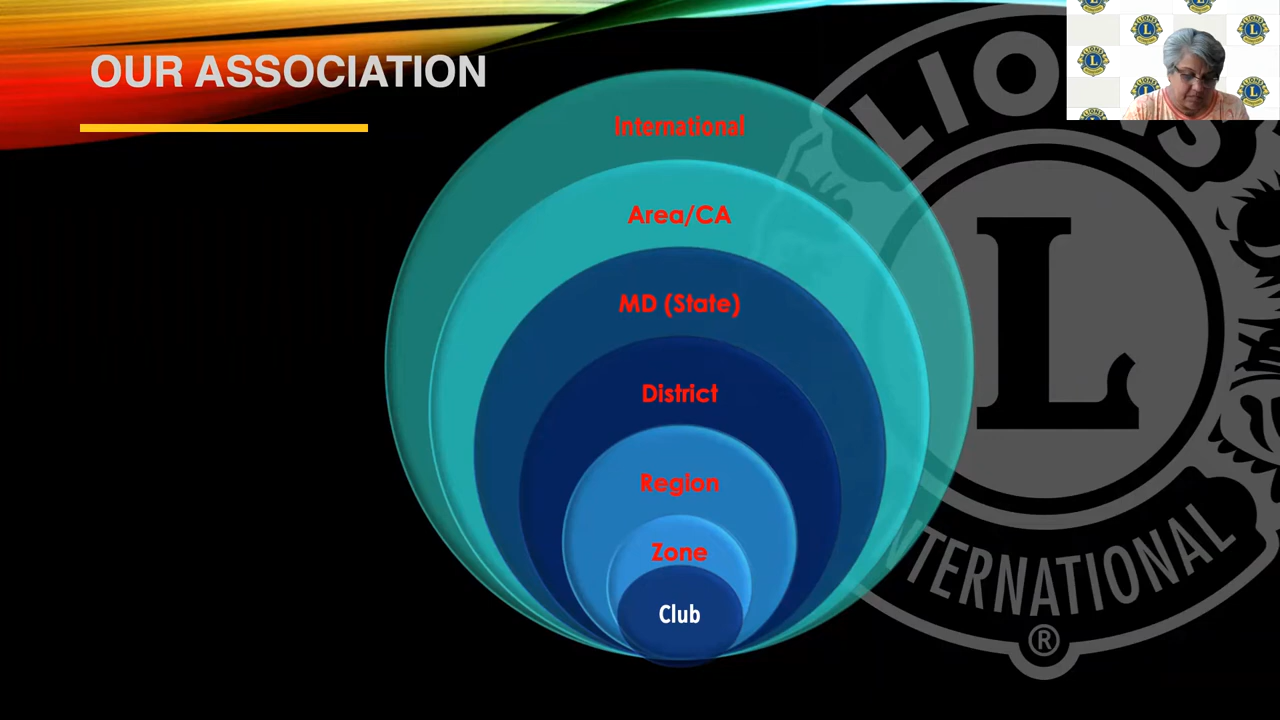 OUR ASSOCIATION
International
Area/CA
MD (State)
District
Region
Zone
Club
LIONS
L
INTERNATIONAL
®